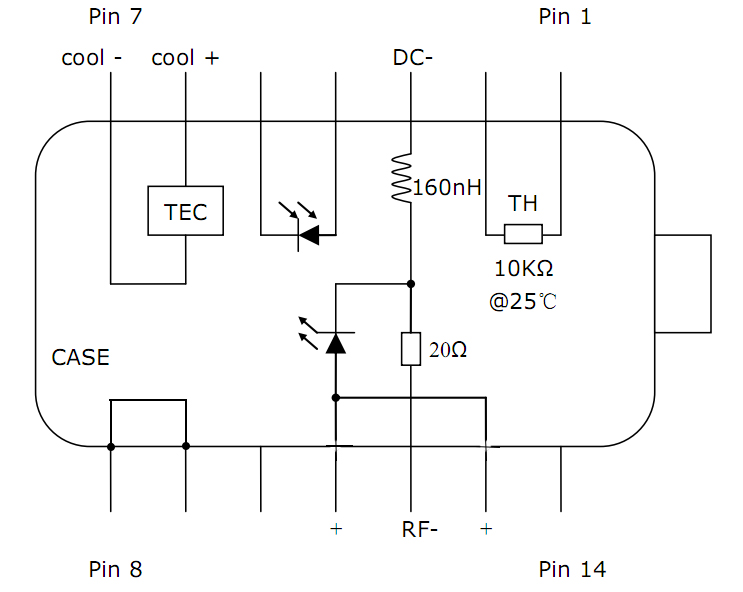 Pin 7
Pin 1
cool -
cool +
DC-
160nH
TH
TEC
10KΩ
@25℃
20Ω
CASE
+
RF-
+
Pin 8
Pin 14